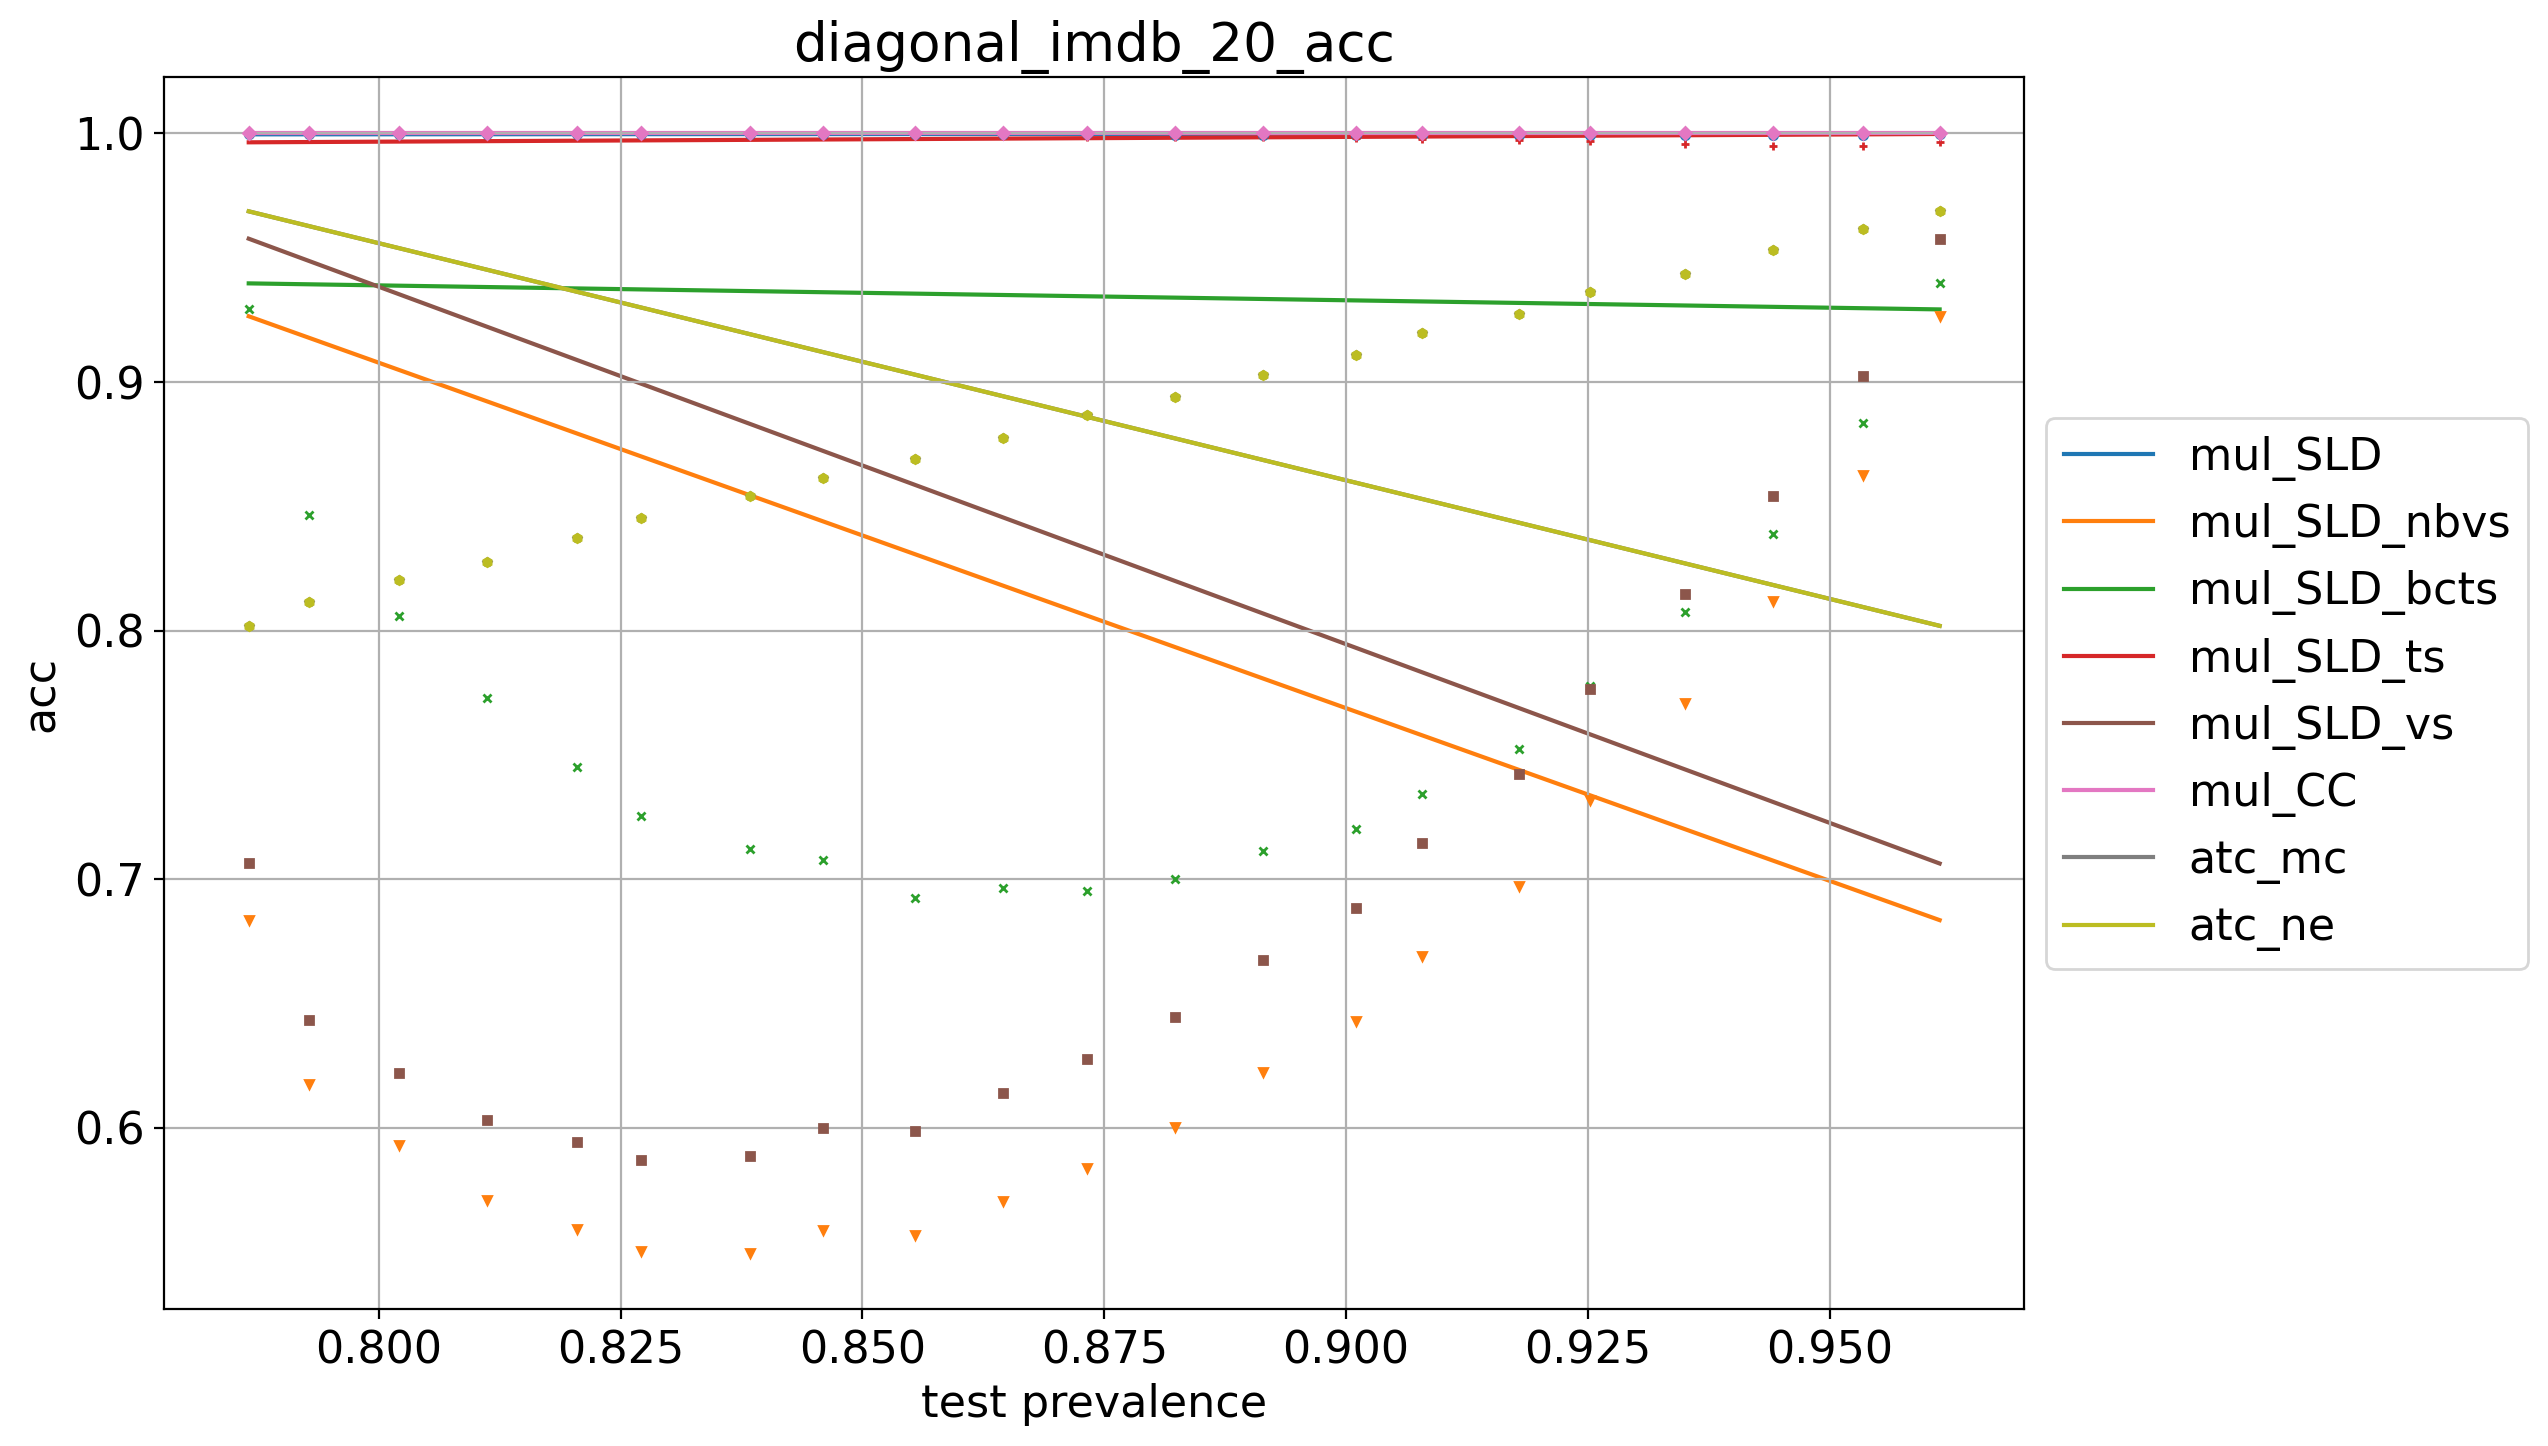 diagonal_imdb_20_acc
1.0
0.9
0.8
0.7
0.6
acc
0.800
0.825
0.850
0.875
0.900
0.925
0.950
test prevalence
mul_SLD
mul_SLD_nbvs
mul_SLD_bcts
mul_SLD_ts
mul_SLD_vs
mul_CC
atc_mc
atc_ne